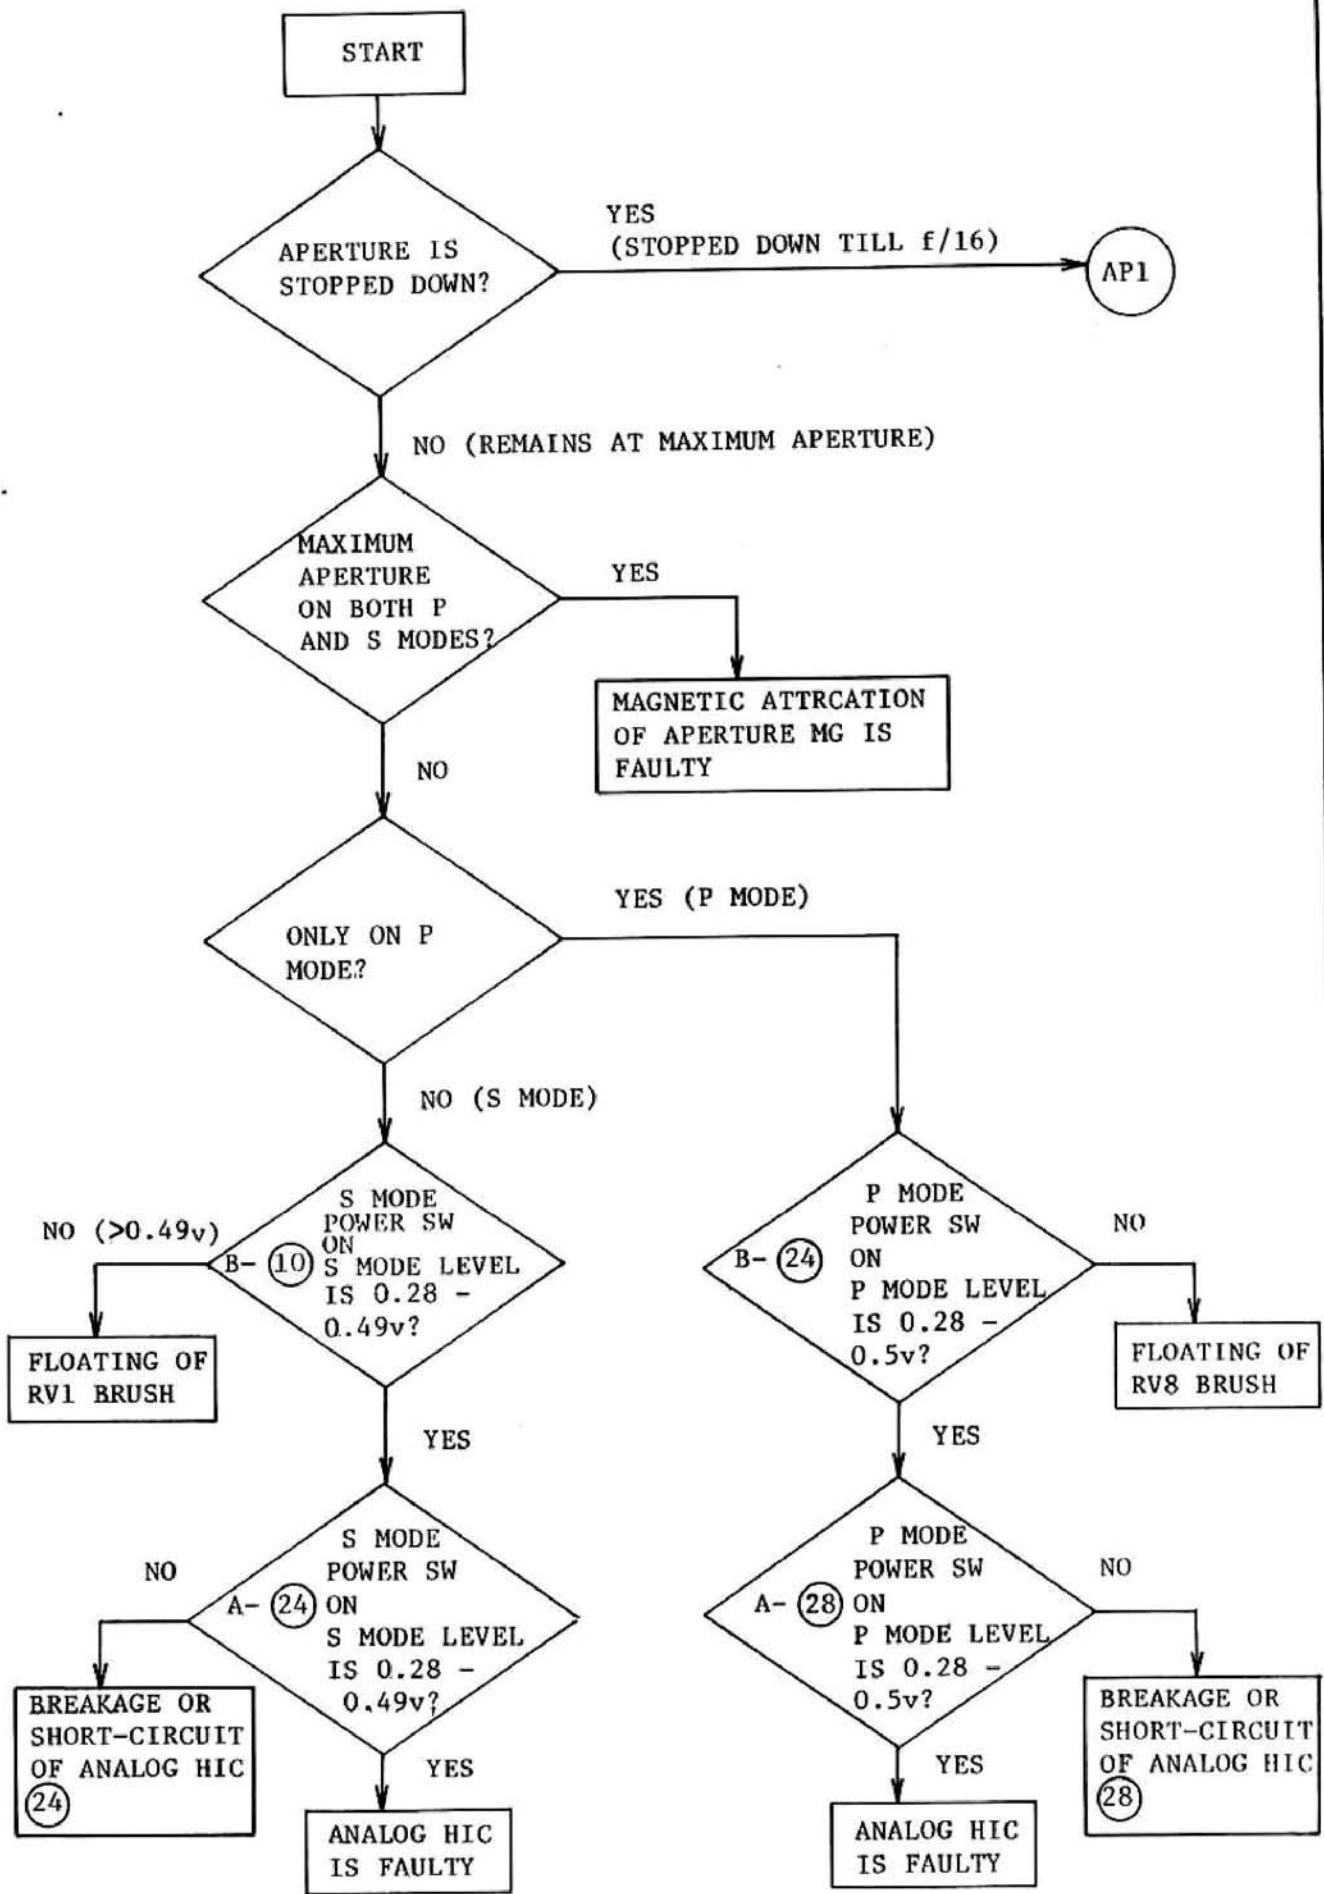 START
APERTURE IS
STOPPED DOWN?
YES
(STOPPED DOWN TILL f/16)
AP1
NO (REMAINS AT MAXIMUM APERTURE)
MAXIMUM
APERTURE
ON BOTH P
AND S MODES?
YES
MAGNETIC ATTRCATION
OF APERTURE MG IS
FAULTY
NO
ONLY ON P
MODE?
YES (P MODE)
NO (S MODE)
S MODE
POWER SW
ON
B- 10 S MODE LEVEL
IS 0.28 -
0.49v?
NO (>0.49v)
FLOATING OF
RV1 BRUSH
YES
P MODE
POWER SW
B- 24 ON
P MODE LEVEL
IS 0.28 -
0.5v?
NO
FLOATING OF
RV8 BRUSH
YES
S MODE
POWER SW
A- 24 ON
S MODE LEVEL
IS 0.28 -
0.49v?
NO
BREAKAGE OR
SHORT-CIRCUIT
OF ANALOG HIC
24
YES
ANALOG HIC
IS FAULTY
P MODE
POWER SW
A- 28 ON
P MODE LEVEL
IS 0.28 -
0.5v?
NO
BREAKAGE OR
SHORT-CIRCUIT
OF ANALOG HIC
28
YES
ANALOG HIC
IS FAULTY